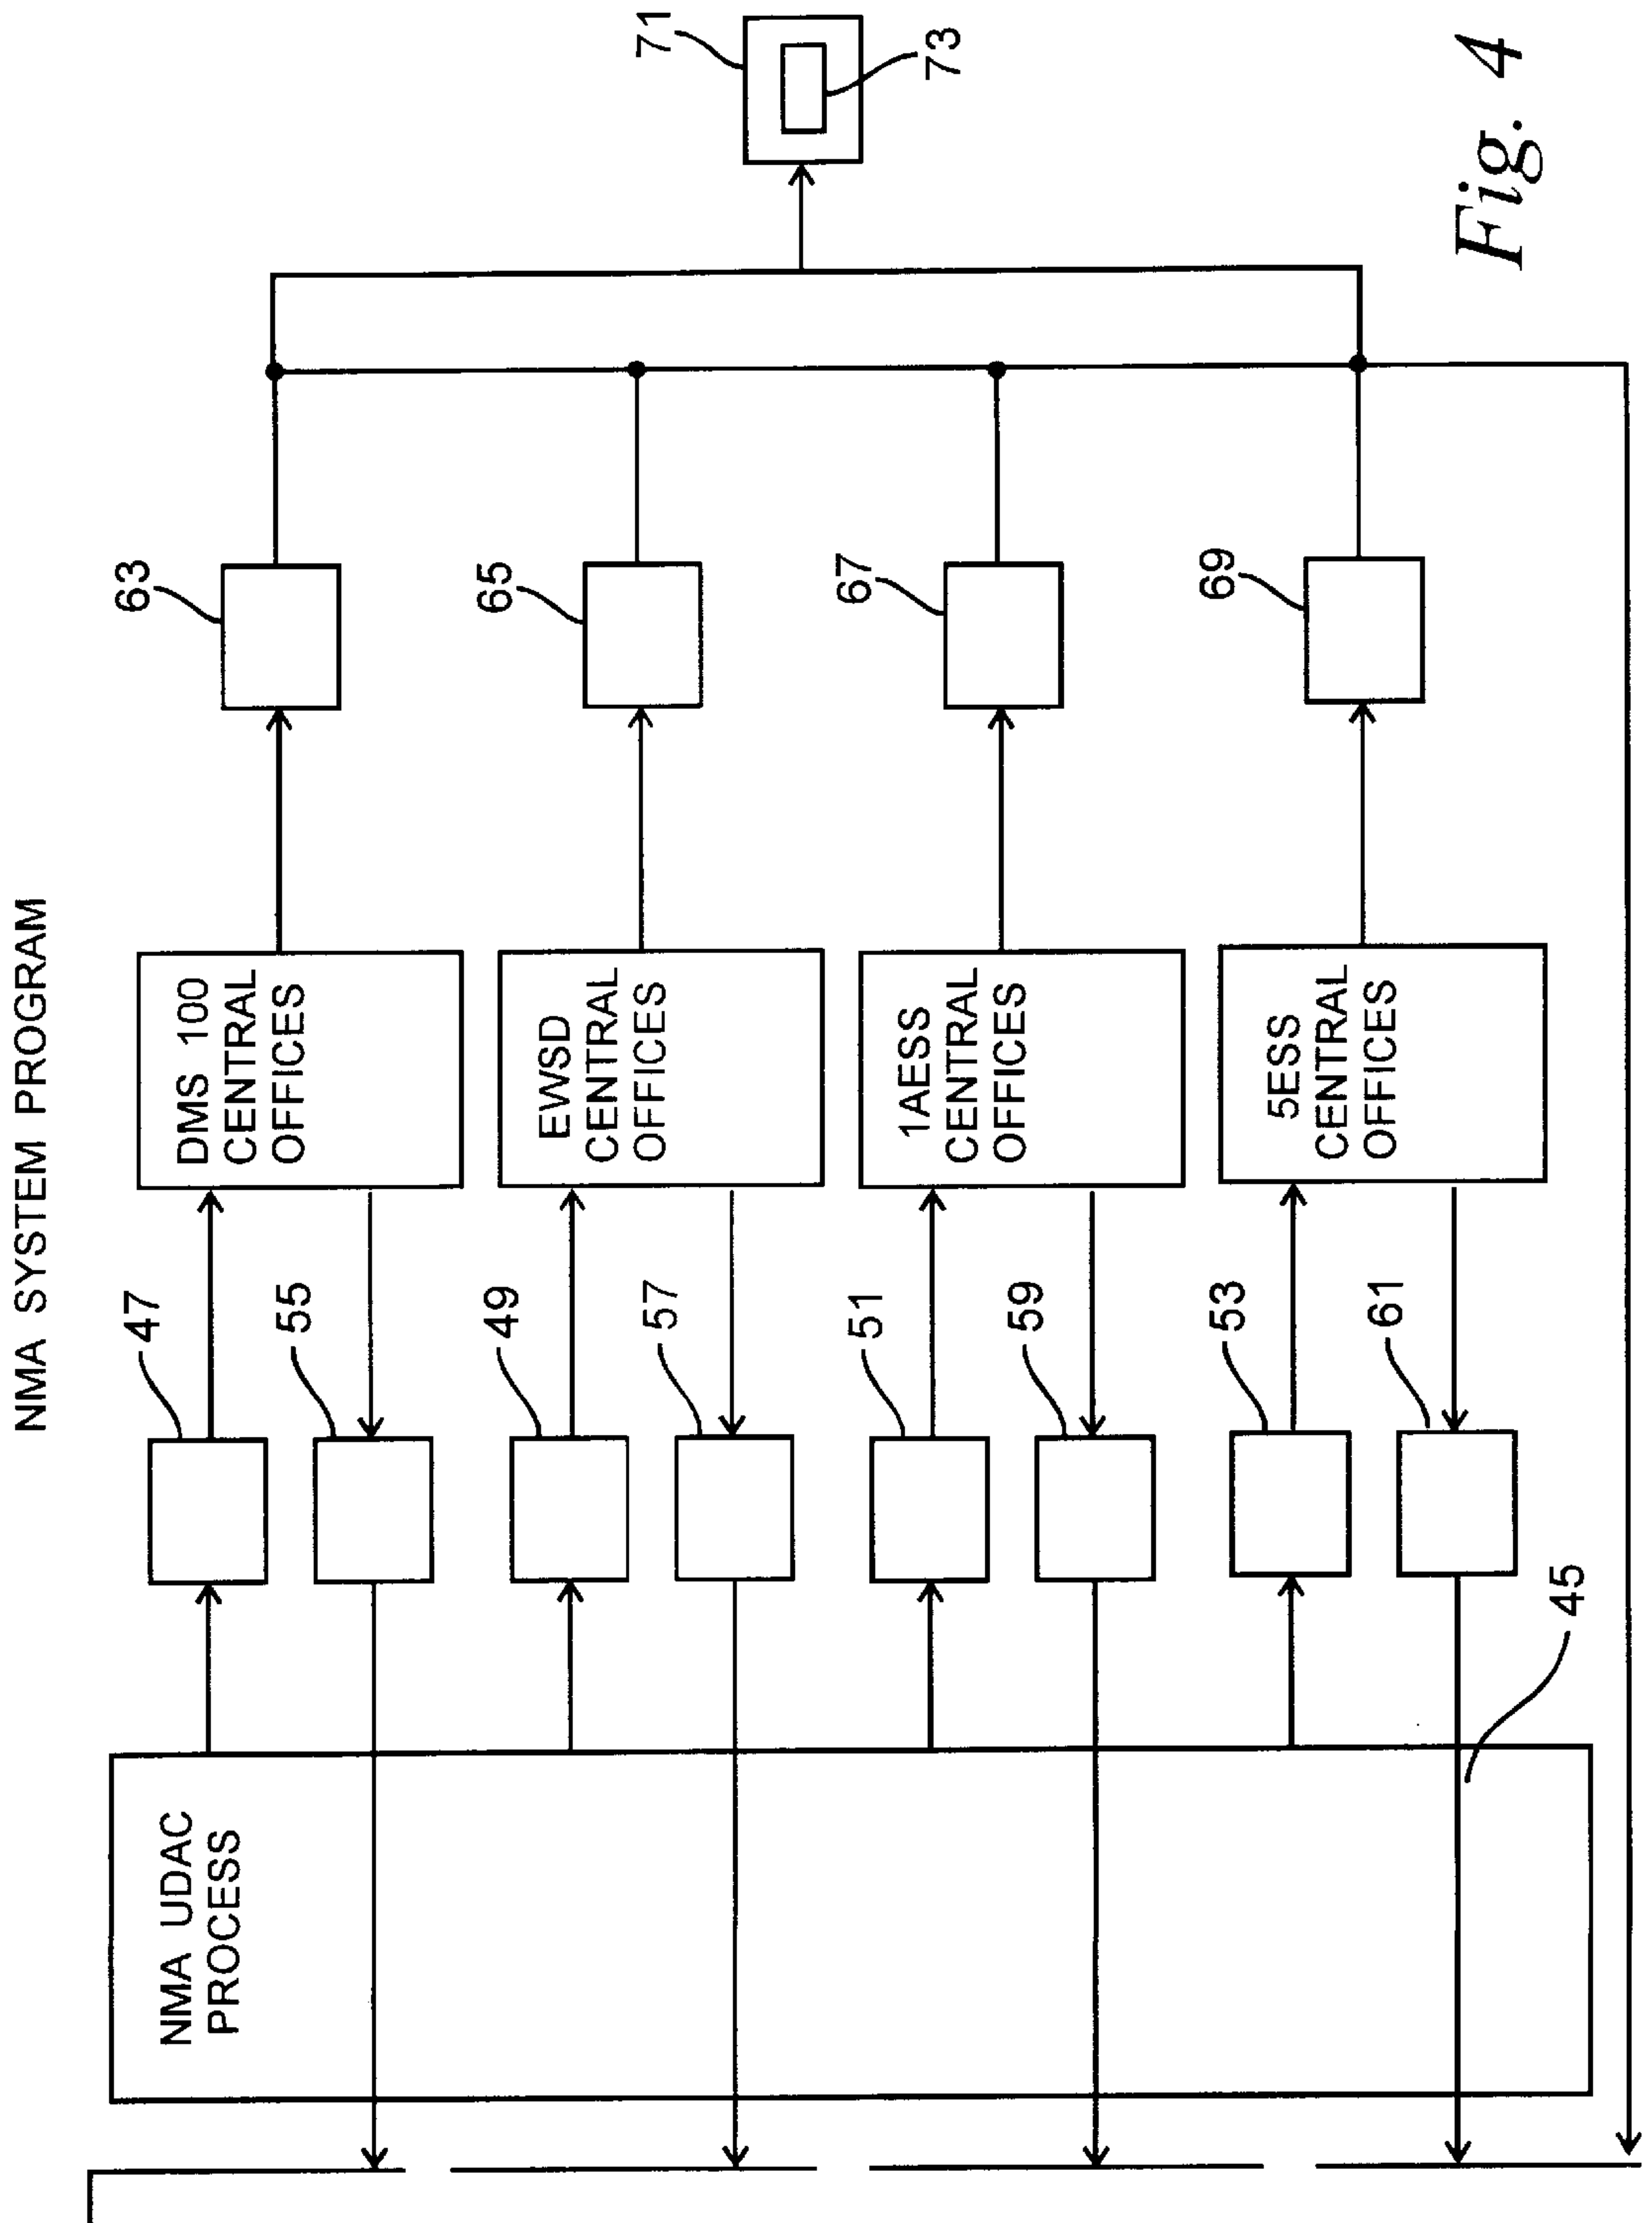 NMA SYSTEM PROGRAM
NMA UDAC
PROCESS
45
47
55
49
57
51
59
53
61
DMS 100
CENTRAL
OFFICES
EWSD
CENTRAL
OFFICES
1AESS
CENTRAL
OFFICES
5ESS
CENTRAL
OFFICES
63
65
67
69
71
73
Fig. 4